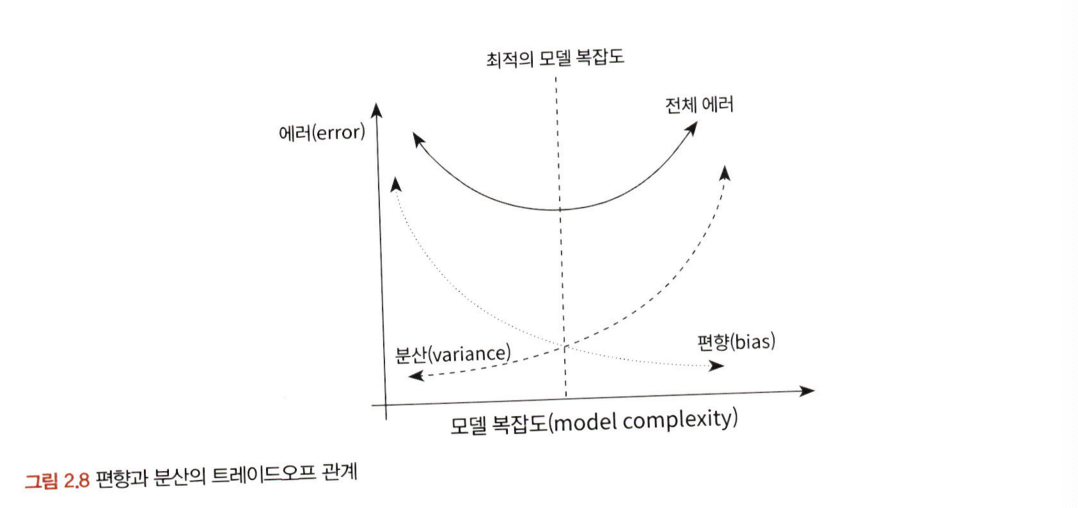 최적의 모델 복잡도
전체 에러
에러(error)
분산(variance)
편향(bias)
모델 복잡도(model complexity)
그림 2.8 편향과 분산의 트레이드오프 관계